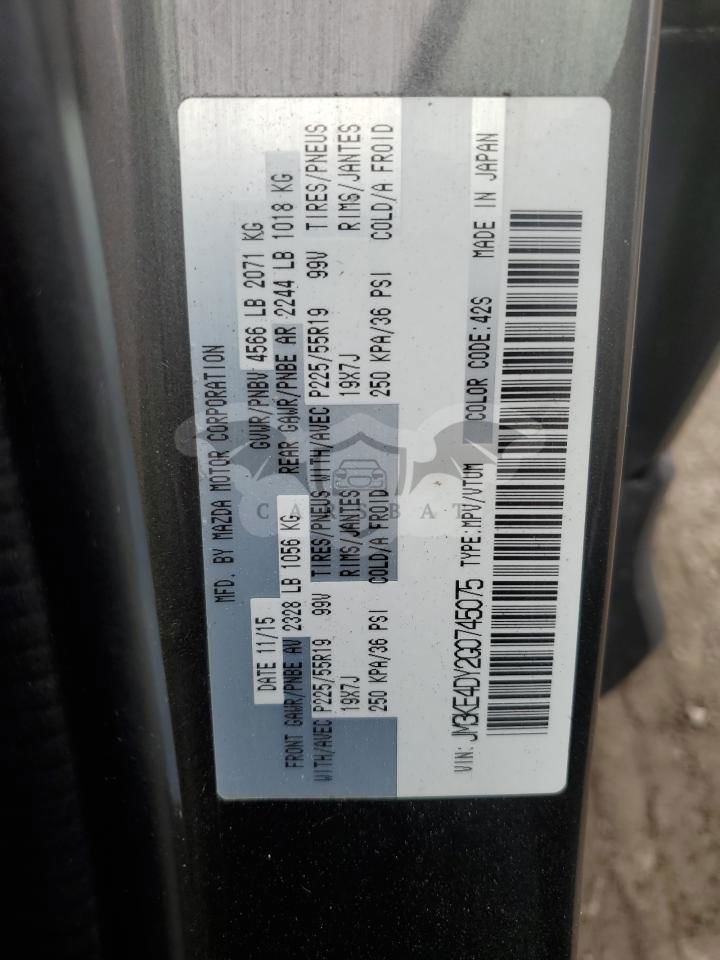 MFD. BY MAZDA MOTOR CORPORATION
DATE 11/15 GVWR/PNBV 4566 LB 2071 KG
FRONT GAWR/PNBE AV 2328 LB 1056 KG REAR GAWR/PNBE AR 2244 LB 1018 KG
WITH/AVEC P225/55R19 99V TIRES/PNEUS WITH/AVEC P225/55R19 99V TIRES/PNEUS
19X7J RIMS/JANTES 19X7J RIMS/JANTES
250 KPA/36 PSI COLD/A FROID 250 KPA/36 PSI COLD/A FROID
VIN: JM3KE4DY2G0745075 TYPE:MPV/VTUM COLOR CODE:42S MADE IN JAPAN
CARSBAT